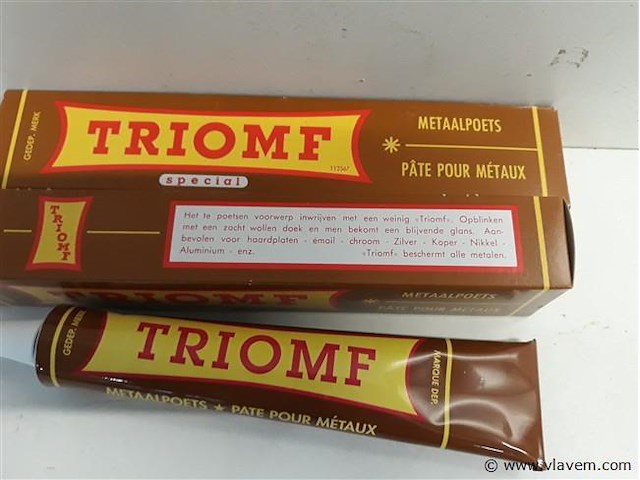 GEDEP. MERK
TRIOMF
113567
special
METAALPOETS
PÂTE POUR MÉTAUX
TRIOMF
Het te poetsen voorwerp inwrijven met een weinig «Triomf». Opblinken
met een zacht wollen doek en men bekomt een blijvende glans. Aan-
bevolen voor haardplaten - email - chroom - Zilver - Koper - Nikkel -
Aluminium - enz. «Triomf» beschermt alle metalen.
TRIOMF
METAALPOETS
PÂTE POUR MÉTAUX
GEDEP. MERK
TRIOMF
MARQUE DEP.
METAALPOETS ★ PATE POUR MÉTAUX
© www.vlavem.com